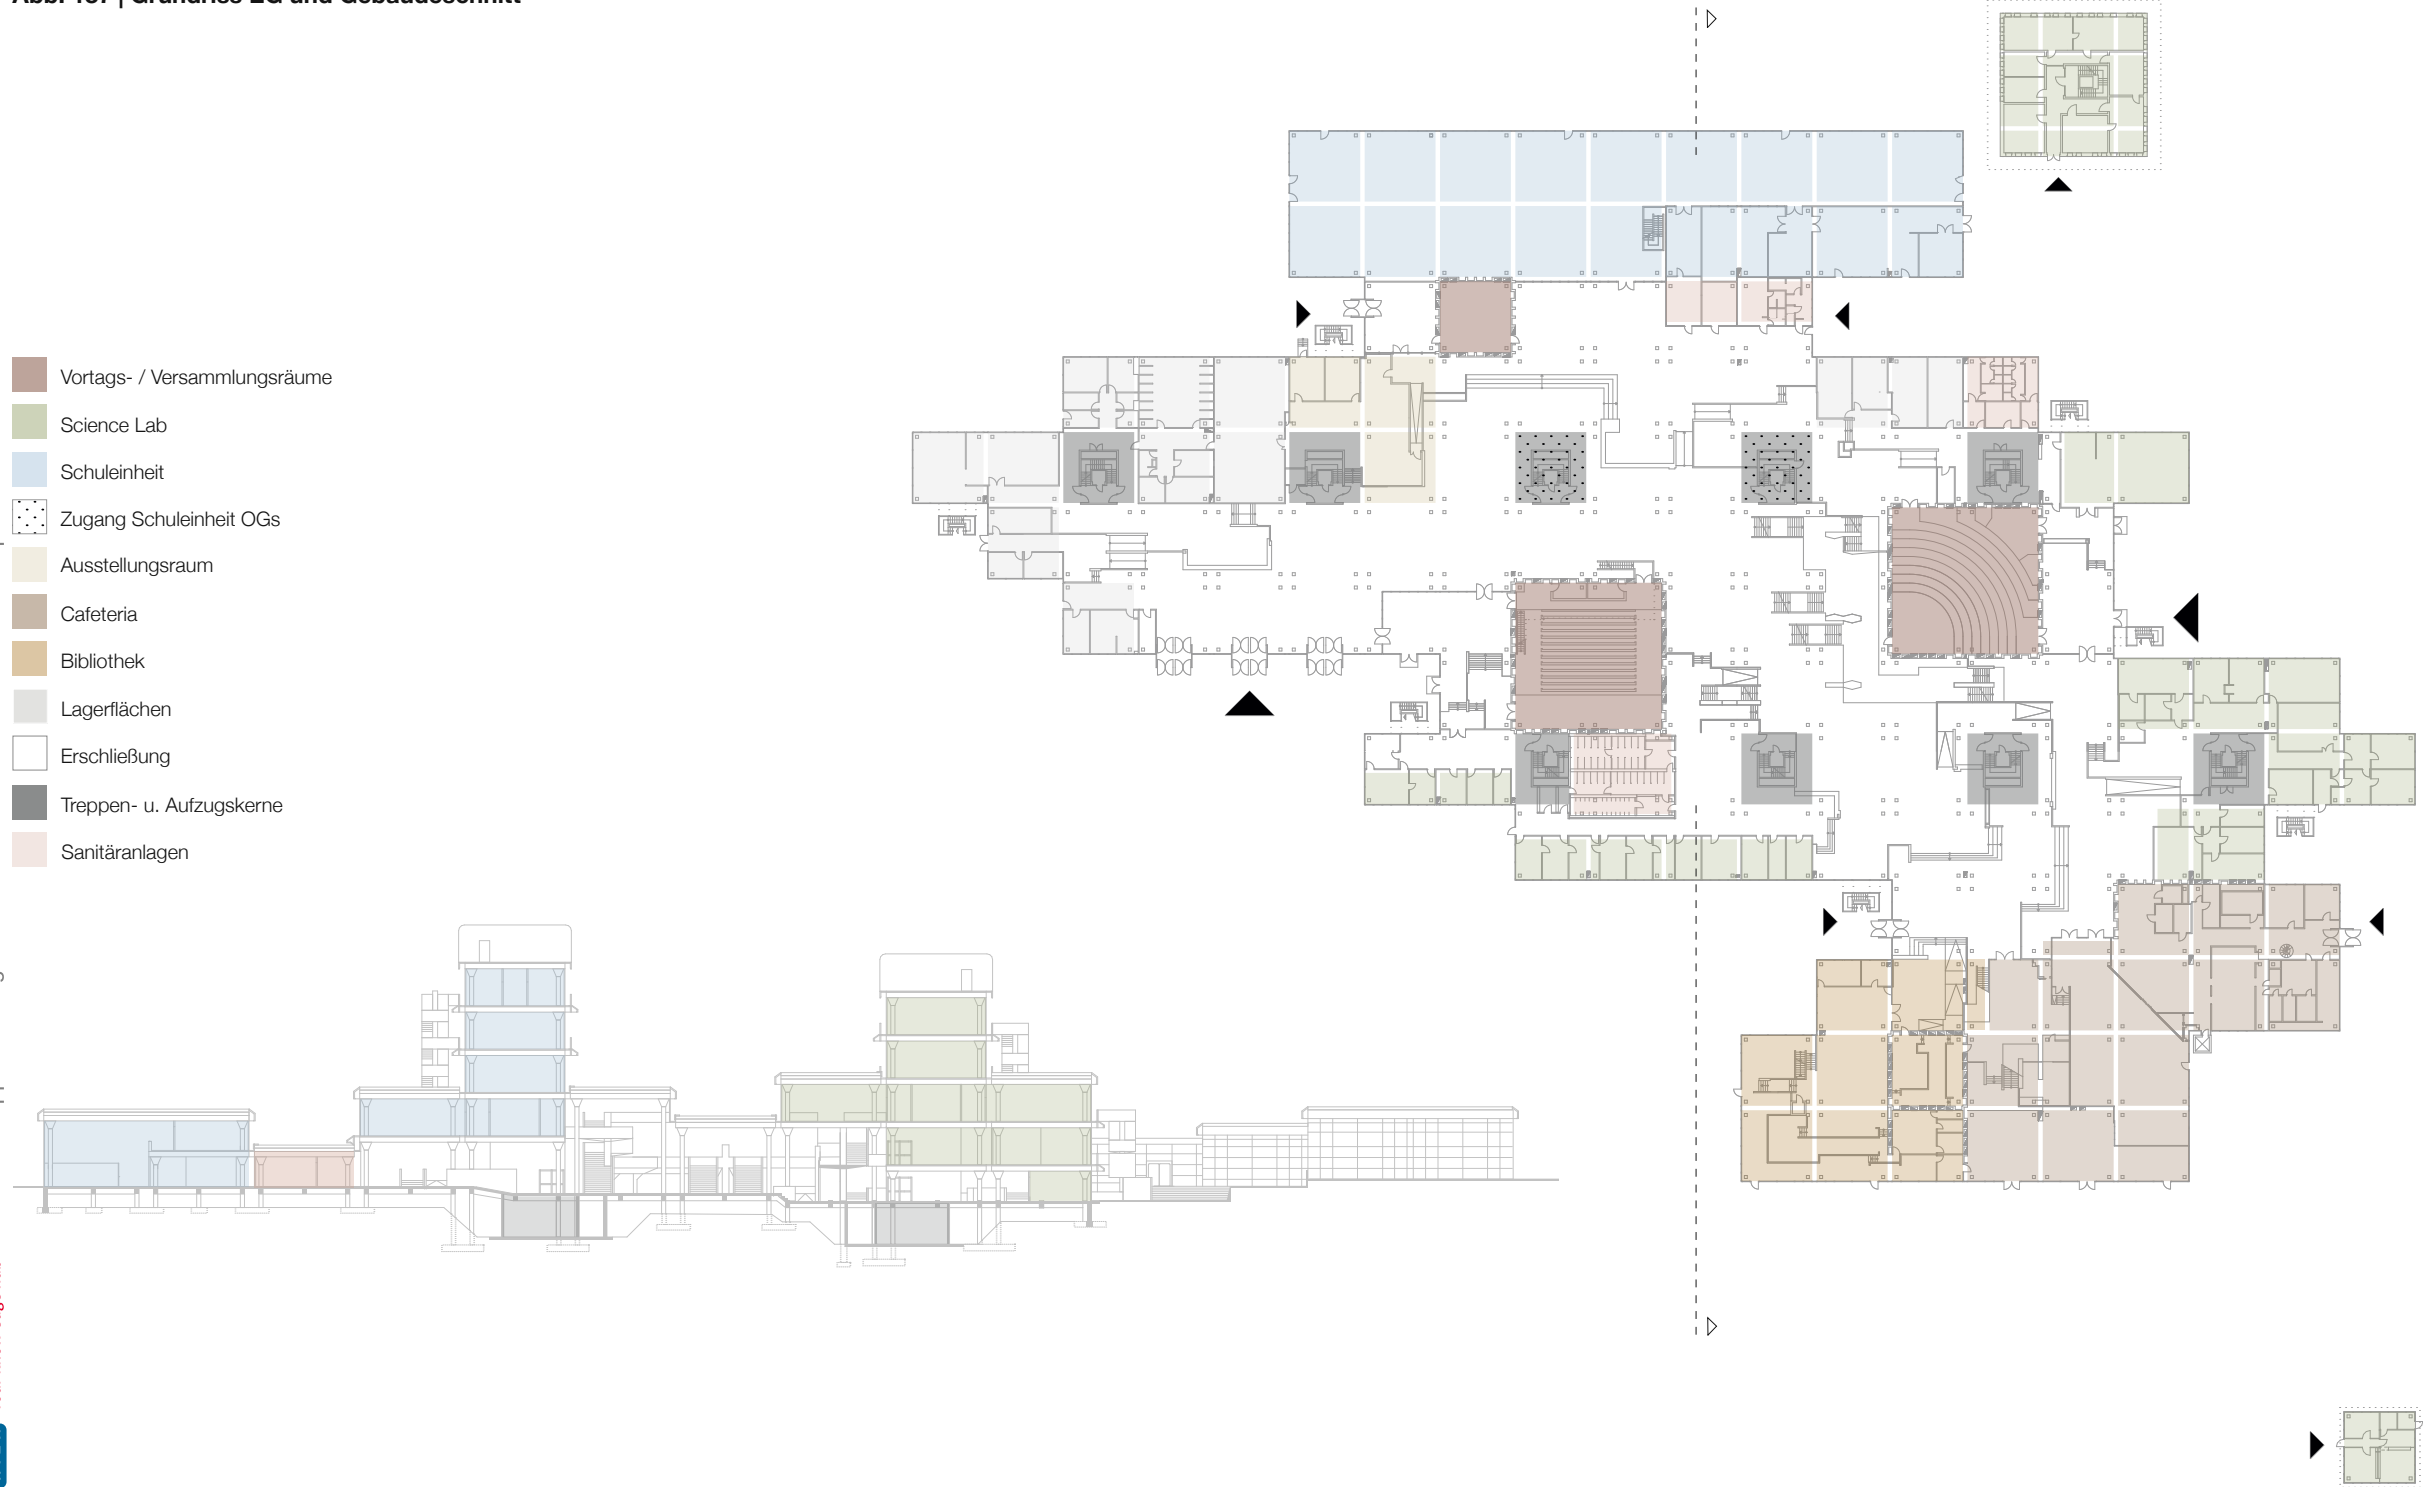 Vortags- / Versammlungsräume
Science Lab
Schuleinheit
Zugang Schuleinheit OGs
Ausstellungsraum
Cafeteria
Bibliothek
Lagerflächen
Erschließung
Treppen- u. Aufzugskerne
Sanitäranlagen